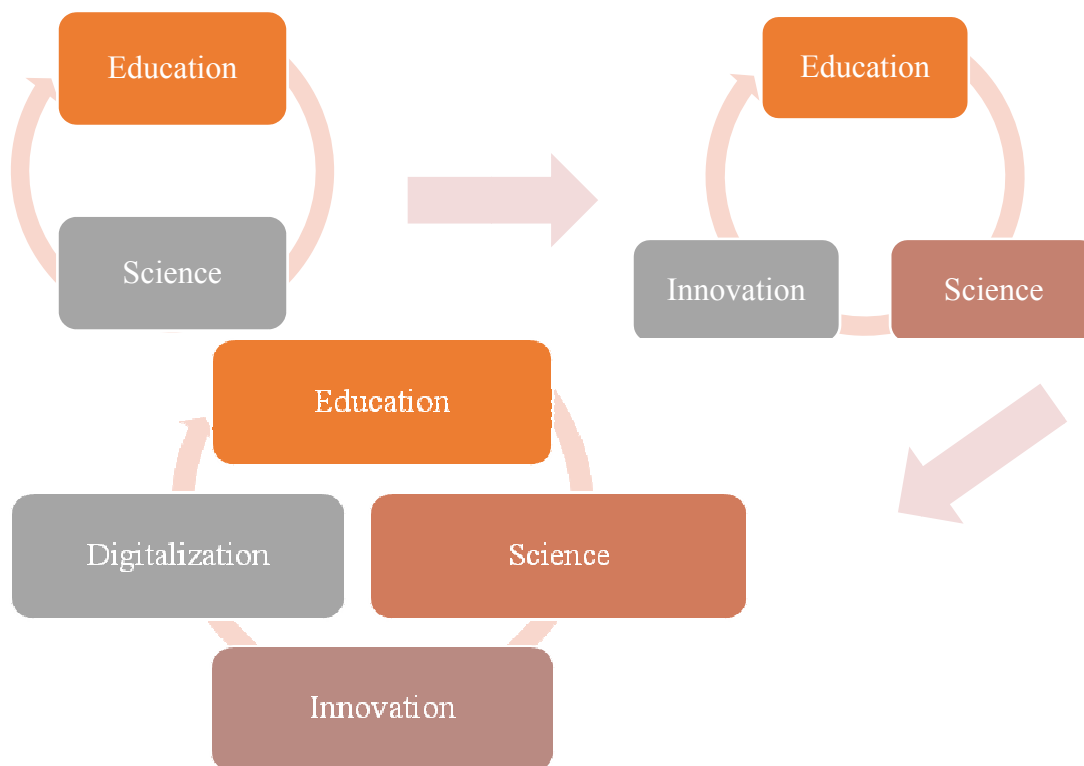 Education
Science
Education
Innovation
Science
Education
Digitalization
Science
Innovation